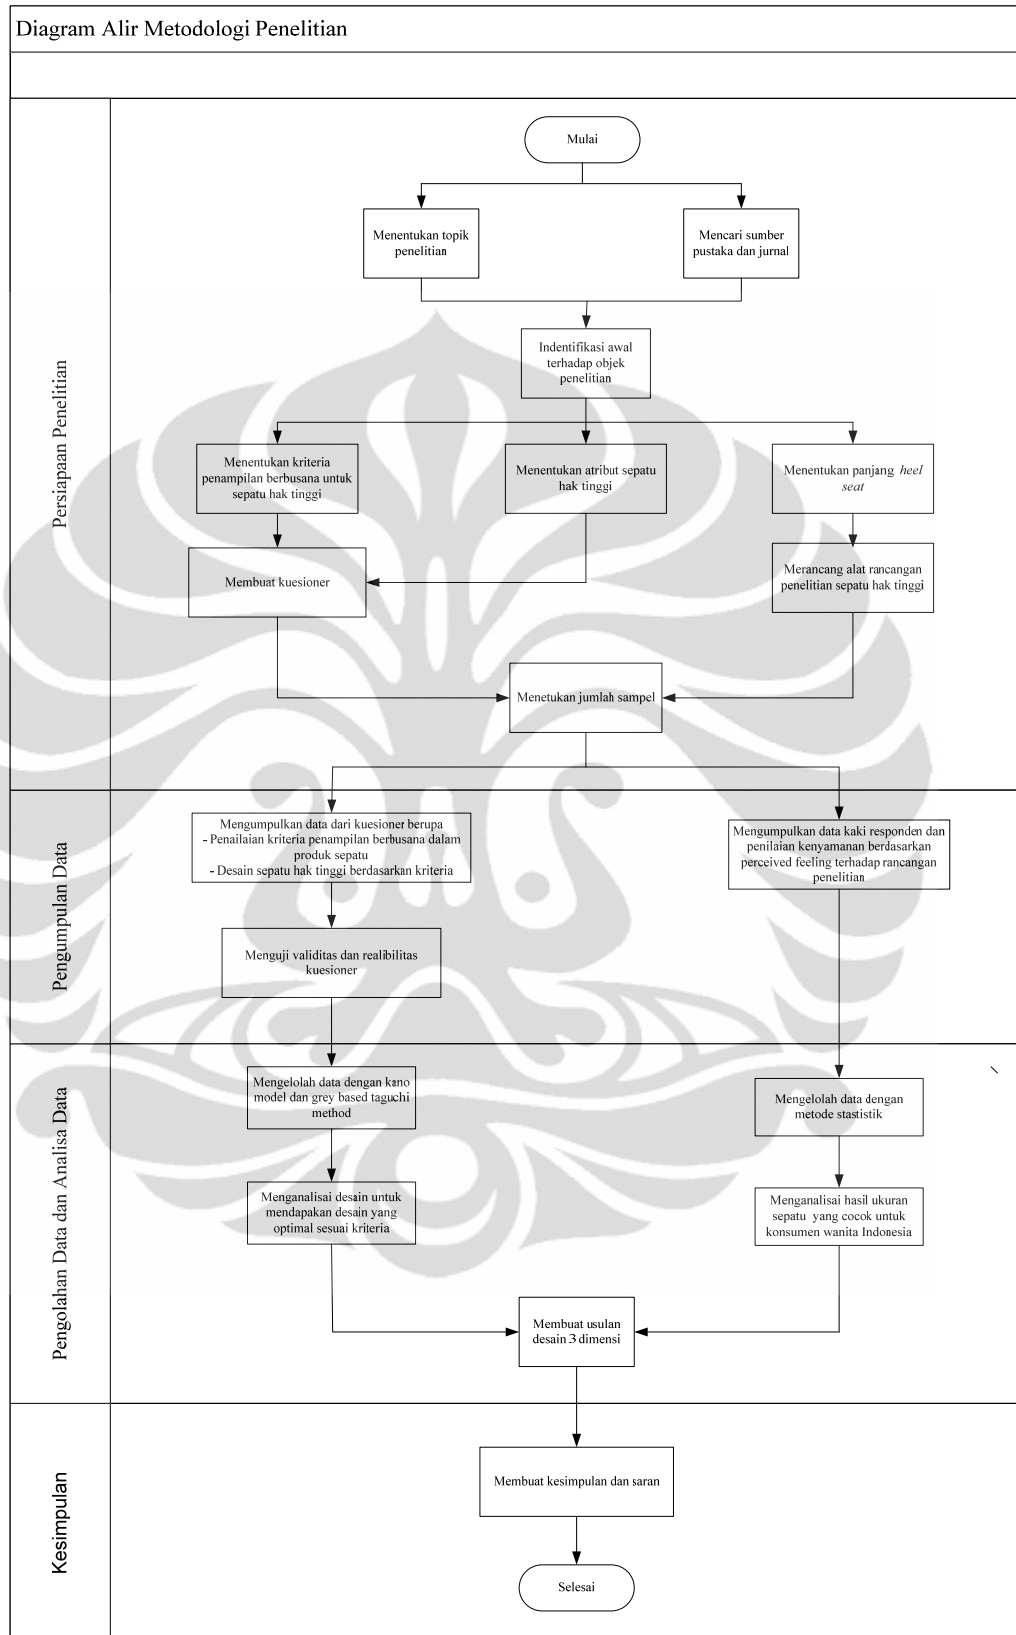 Diagram Alir Metodologi Penelitian
Persiapaan Penelitian
Mulai
Menentukan topik
penelitian
Mencari sumber
pustaka dan jurnal
Indentifikasi awal
terhadap objek
penelitian
Menentukan kriteria
penampilan berbusana untuk
sepatu hak tinggi
Menentukan atribut sepatu
hak tinggi
Menentukan panjang heel
seat
Membuat kuesioner
Merancang alat rancangan
penelitian sepatu hak tinggi
Menetukan jumlah sampel
Pengumpulan Data
Mengumpulkan data dari kuesioner berupa
- Penailaian kriteria penampilan berbusana dalam
produk sepatu
- Desain sepatu hak tinggi berdasarkan kriteria
Mengumpulkan data kaki responden dan
penilaian kenyamanan berdasarkan
perceived feeling terhadap rancangan
penelitian
Menguji validitas dan realibilitas
kuesioner
Pengolahan Data dan Analisa Data
Mengelolah data dengan kano
model dan grey based taguchi
method
Mengelolah data dengan
metode stastistik
Menganalisai desain untuk
mendapakan desain yang
optimal sesuai kriteria
Menganalisai hasil ukuran
sepatu yang cocok untuk
konsumen wanita Indonesia
Membuat usulan
desain 3 dimensi
Kesimpulan
Membuat kesimpulan dan saran
Selesai